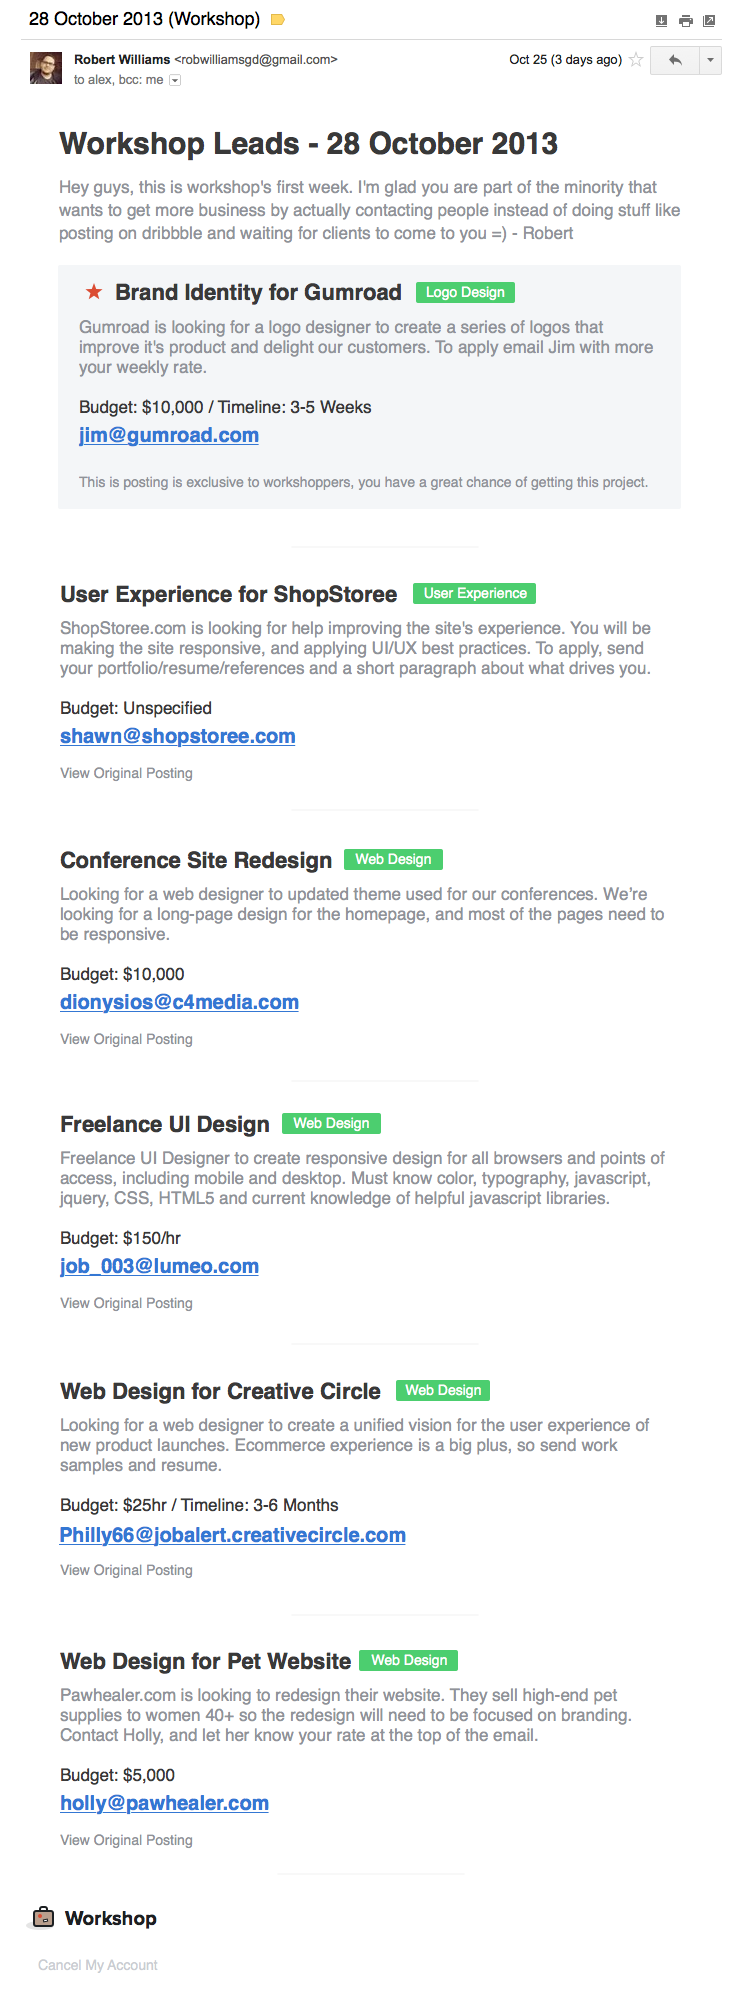 28 October 2013 (Workshop)
Robert Williams <robwilliamsgd@gmail.com>
Oct 25 (3 days ago)
to alex, bcc: me
Workshop Leads - 28 October 2013
Hey guys, this is workshop's first week. I'm glad you are part of the minority that
wants to get more business by actually contacting people instead of doing stuff like
posting on dribbble and waiting for clients to come to you =) - Robert
Brand Identity for Gumroad
Logo Design
Gumroad is looking for a logo designer to create a series of logos that
improve it's product and delight our customers. To apply email Jim with more
your weekly rate.
Budget: $10,000 / Timeline: 3-5 Weeks
jim@gumroad.com
This is posting is exclusive to workshoppers, you have a great chance of getting this project.
User Experience for ShopStoree
User Experience
ShopStoree.com is looking for help improving the site's experience. You will be
making the site responsive, and applying UI/UX best practices. To apply, send
your portfolio/resume/references and a short paragraph about what drives you.
Budget: Unspecified
shawn@shopstoree.com
View Original Posting
Conference Site Redesign
Web Design
Looking for a web designer to updated theme used for our conferences. We're
looking for a long-page design for the homepage, and most of the pages need to
be responsive.
Budget: $10,000
dionysios@c4media.com
View Original Posting
Freelance UI Design
Web Design
Freelance UI Designer to create responsive design for all browsers and points of
access, including mobile and desktop. Must know color, typography, javascript,
jquery, CSS, HTML5 and current knowledge of helpful javascript libraries.
Budget: $150/hr
job_003@lumeo.com
View Original Posting
Web Design for Creative Circle
Web Design
Looking for a web designer to create a unified vision for the user experience of
new product launches. Ecommerce experience is a big plus, so send work
samples and resume.
Budget: $25hr / Timeline: 3-6 Months
Philly66@jobalert.creativecircle.com
View Original Posting
Web Design for Pet Website
Web Design
Pawhealer.com is looking to redesign their website. They sell high-end pet
supplies to women 40+ so the redesign will need to be focused on branding.
Contact Holly, and let her know your rate at the top of the email.
Budget: $5,000
holly@pawhealer.com
View Original Posting
Workshop
Cancel My Account